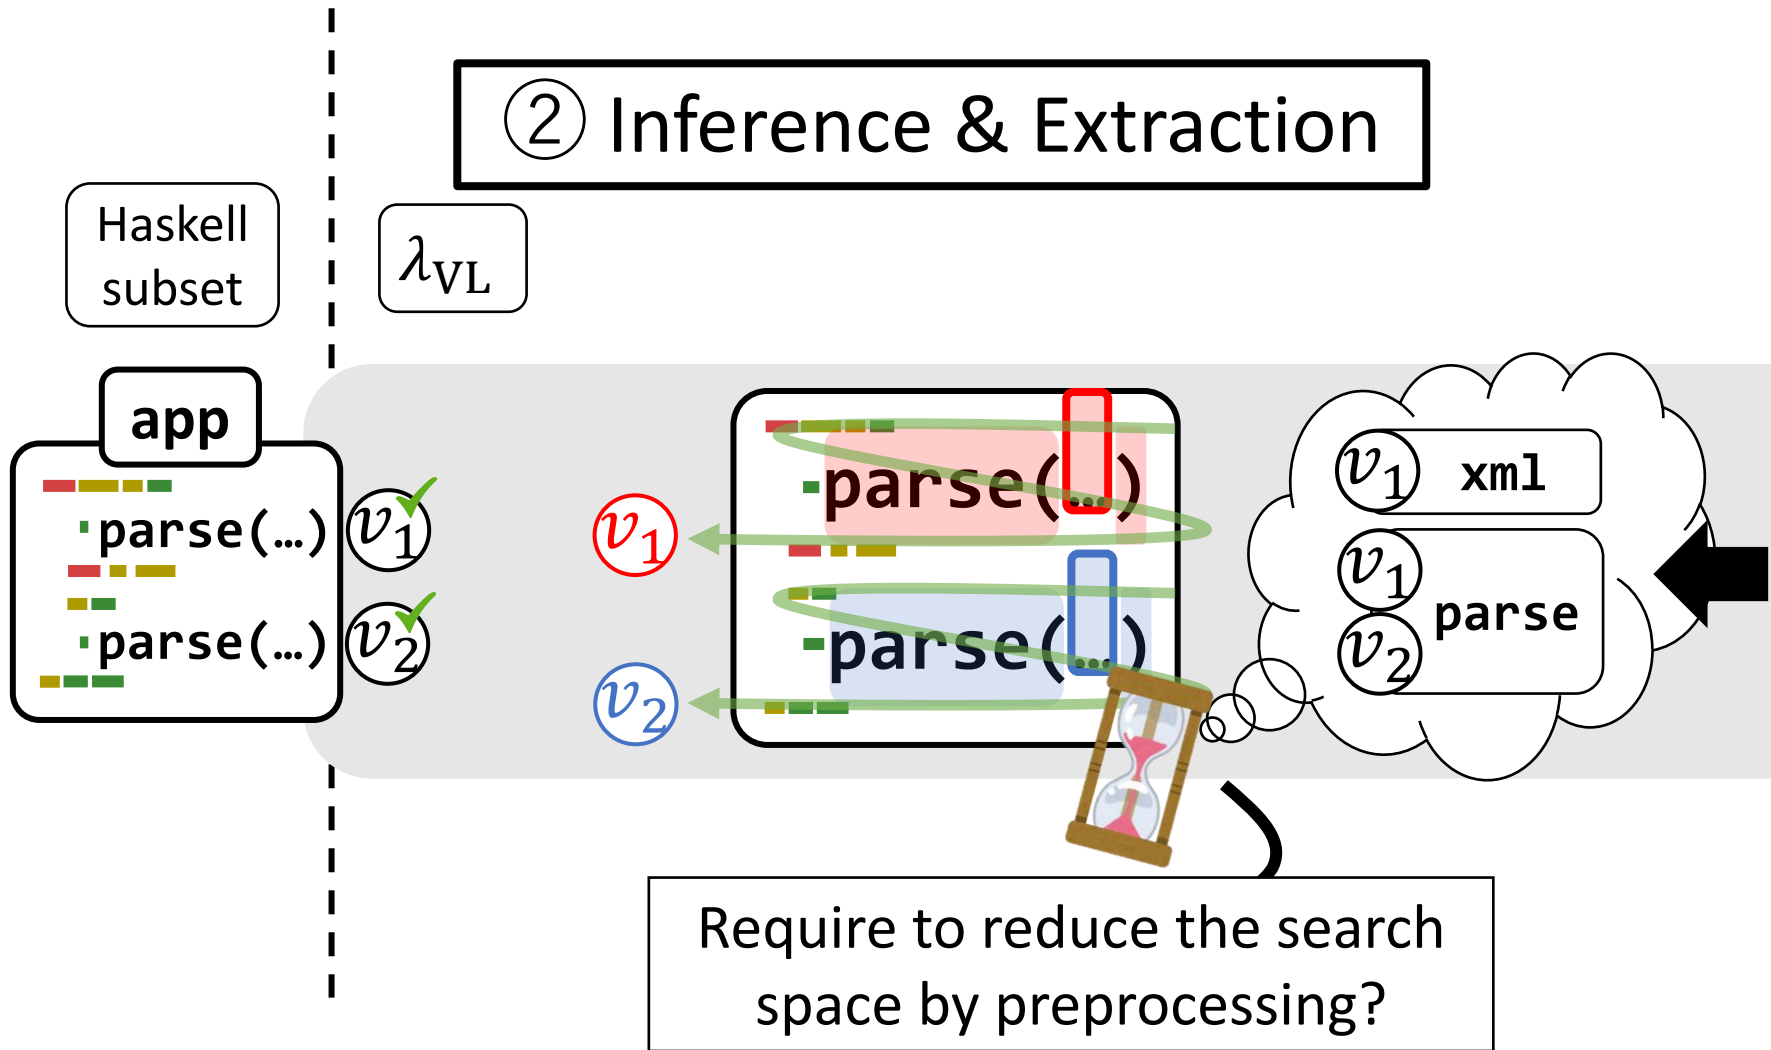 ② Inference & Extraction
Haskell
subset
λVL
app
parse(…) v1
parse(…) v2
v1
parse(…)
v2
parse(…)
v1 xml
v1
v2
parse
Require to reduce the search
space by preprocessing?